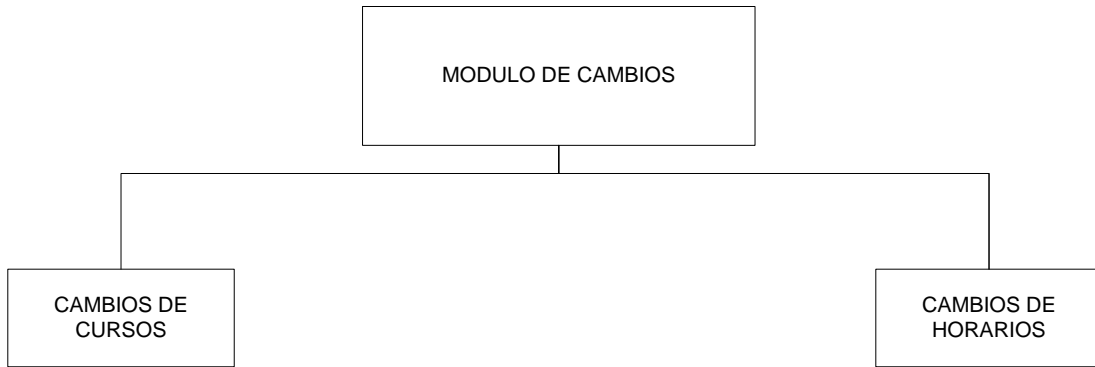 MODULO DE CAMBIOS
CAMBIOS DE
CURSOS
CAMBIOS DE
HORARIOS